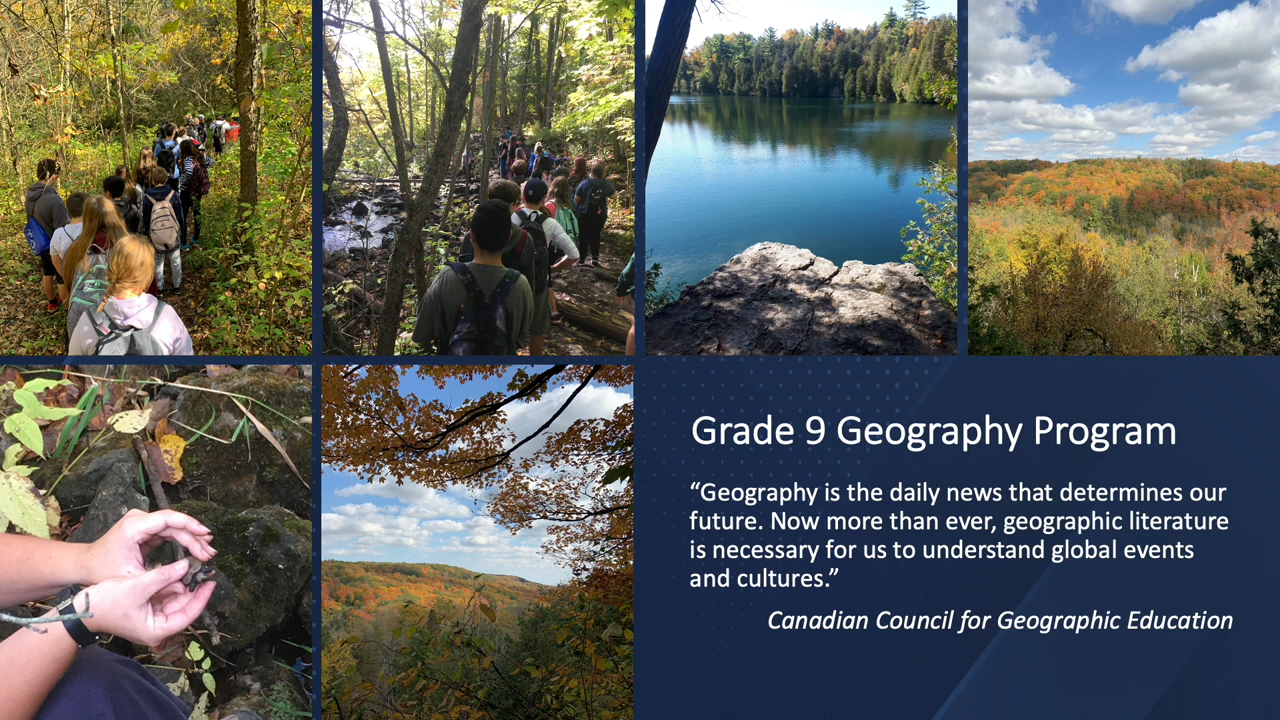 Grade 9 Geography Program
“Geography is the daily news that determines our
future. Now more than ever, geographic literature
is necessary for us to understand global events
and cultures.”
Canadian Council for Geographic Education